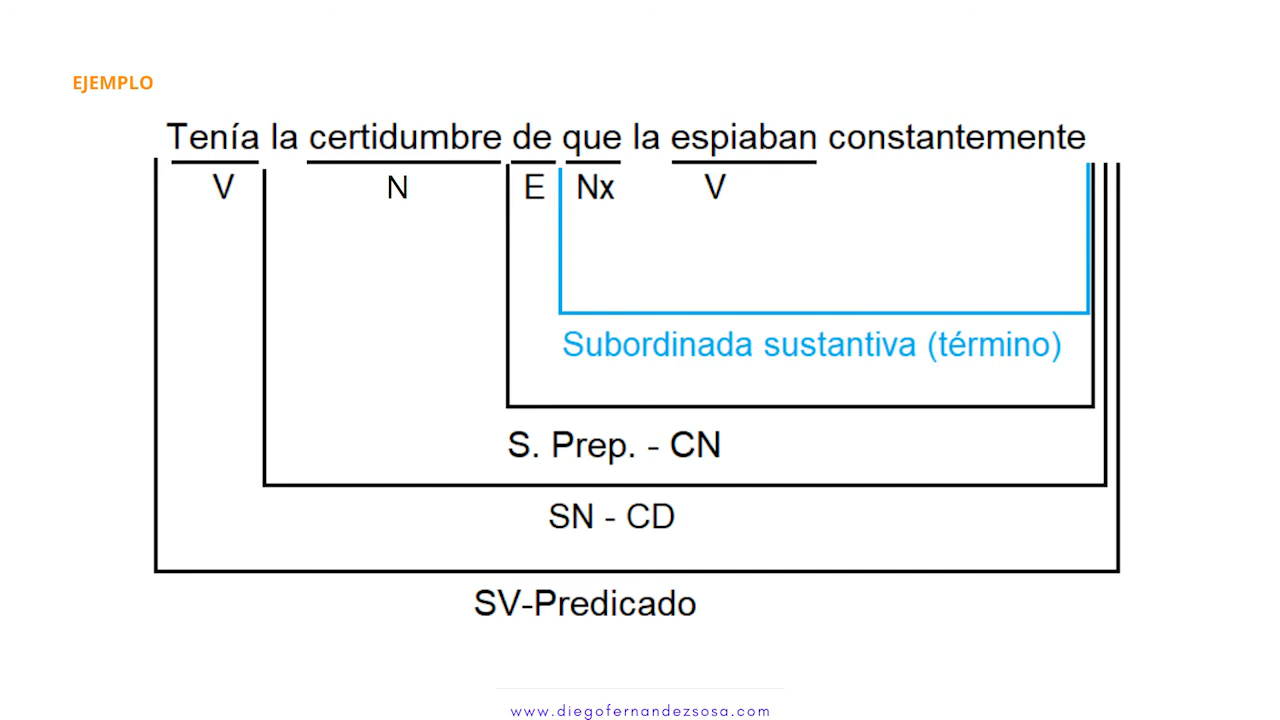 EJEMPLO
Tenía la certidumbre de que la espiaban constantemente
V N E Nx V
Subordinada sustantiva (término)
S. Prep. - CN
SN - CD
SV-Predicado
www.diegofernandezsosa.com